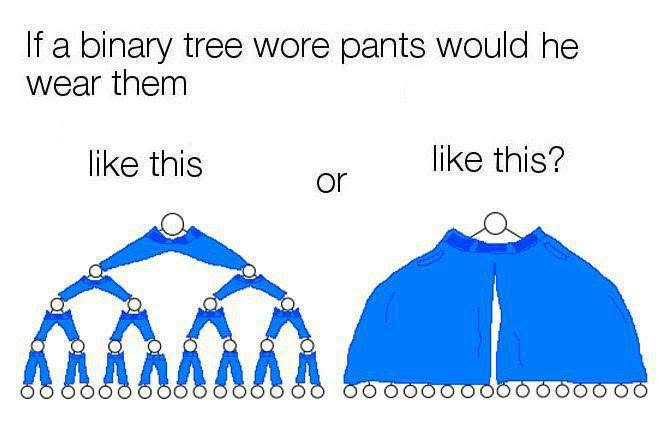 If a binary tree wore pants would he
wear them
like this
or
like this?